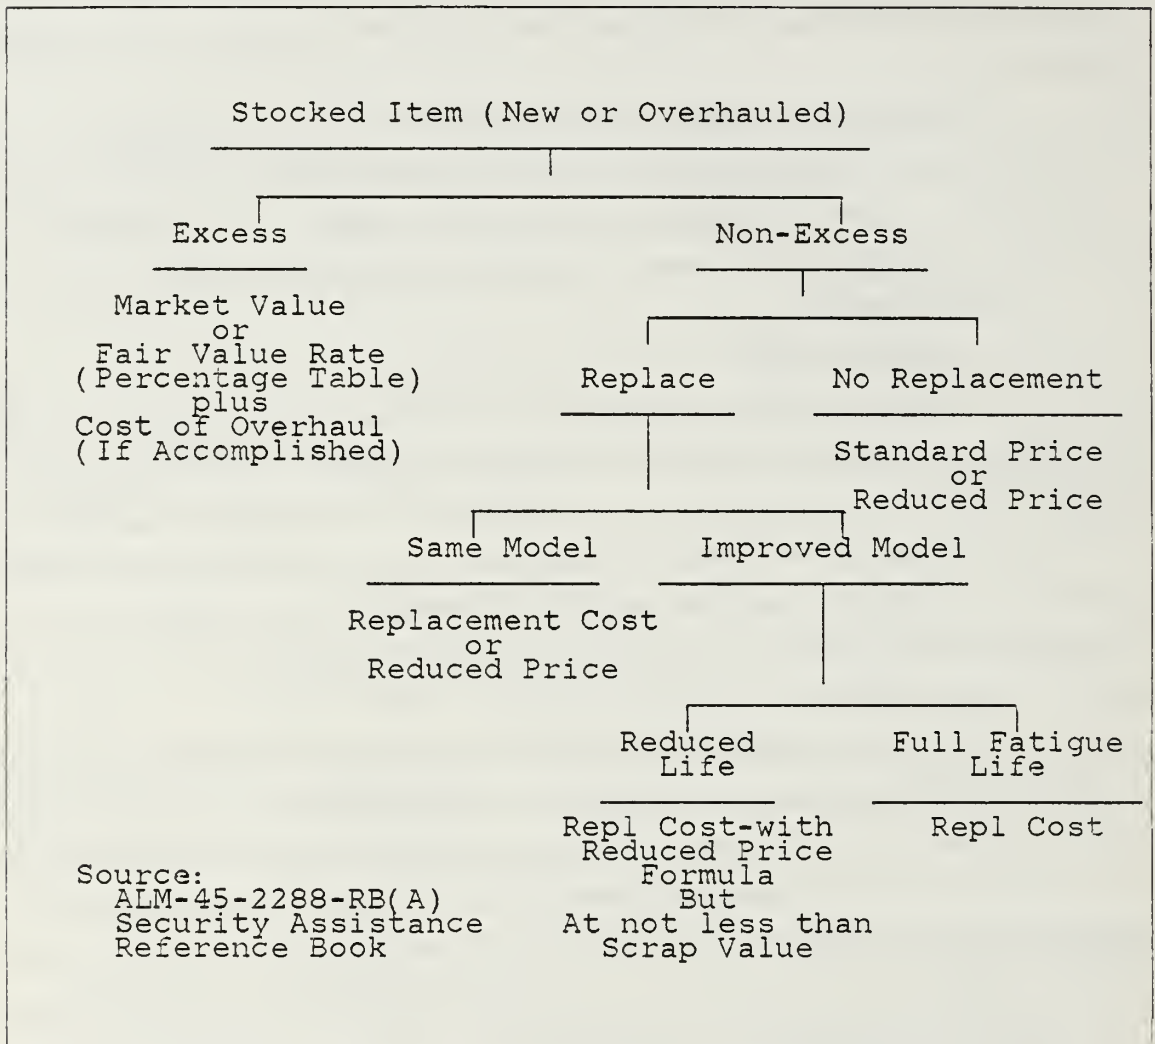 Stocked Item (New or Overhauled)
Excess
Non-Excess
Market Value
or
Fair Value Rate
(Percentage Table)
plus
Cost of Overhaul
(If Accomplished)
Replace
No Replacement
Standard Price
or
Reduced Price
Same Model
Improved Model
Replacement Cost
or
Reduced Price
Reduced
Life
Full Fatigue
Life
Repl Cost-with
Reduced Price
Formula
But
At not less than
Scrap Value
Repl Cost
Source:
ALM-45-2288-RB(A)
Security Assistance
Reference Book